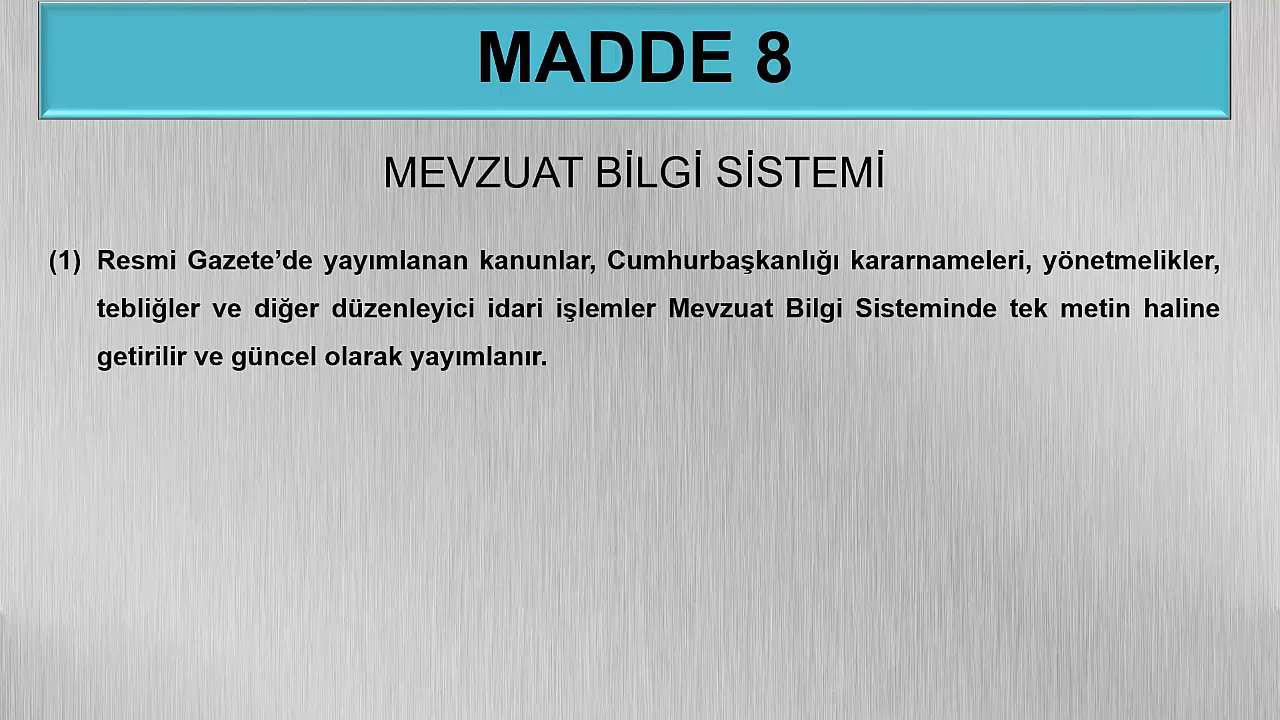 MADDE 8
MEVZUAT BİLGİ SİSTEMİ
(1) Resmi Gazete’de yayımlanan kanunlar, Cumhurbaşkanlığı kararnameleri, yönetmelikler,
tebliğler ve diğer düzenleyici idari işlemler Mevzuat Bilgi Sisteminde tek metin haline
getirilir ve güncel olarak yayımlanır.